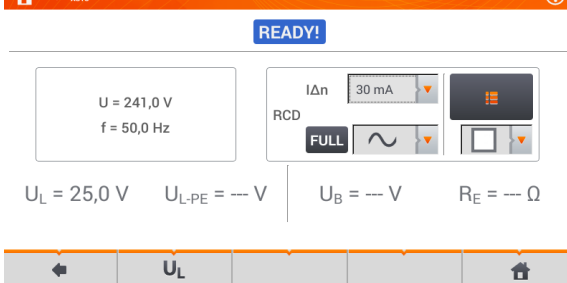 READY!
U = 241,0 V
f = 50,0 Hz
IΔn
30 mA
RCD
FULL
UL = 25,0 V
UL-PE = --- V
UB = --- V
RE = --- Ω
UL